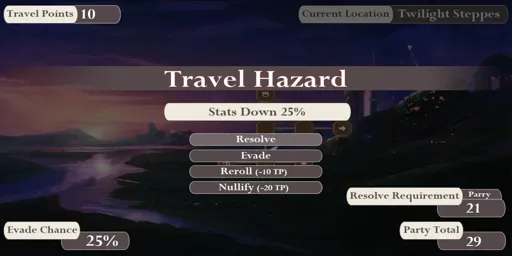 Travel Points 10
Current Location Twilight Steppes
Travel Hazard
Stats Down 25%
Resolve
Evade
Reroll (-10 TP)
Nullify (-20 TP)
Resolve Requirement Parry
21
Evade Chance
25%
Party Total
29